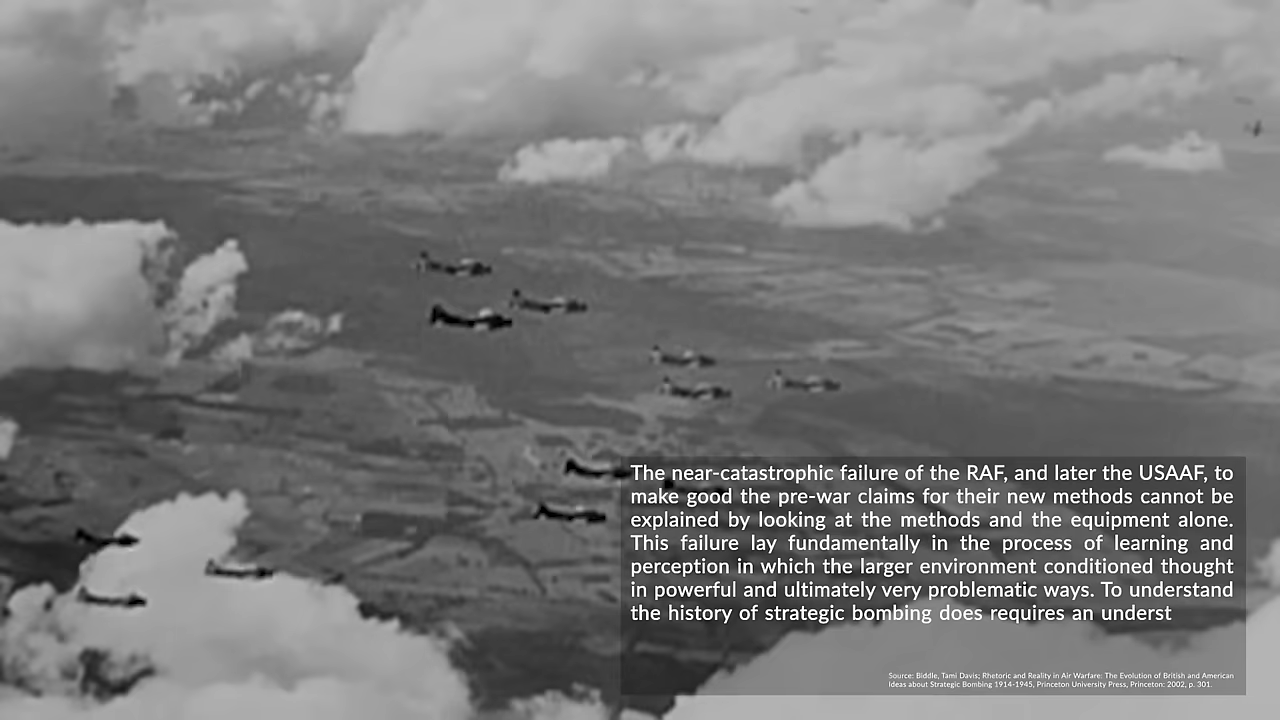 The near-catastrophic failure of the RAF, and later the USAAF, to
make good the pre-war claims for their new methods cannot be
explained by looking at the methods and the equipment alone.
This failure lay fundamentally in the process of learning and
perception in which the larger environment conditioned thought
in powerful and ultimately very problematic ways. To understand
the history of strategic bombing does requires an underst
Source: Biddle, Tami Davis; Rhetoric and Reality in Air Warfare: The Evolution of British and American
Ideas about Strategic Bombing 1914-1945, Princeton University Press, Princeton: 2002, p. 301.